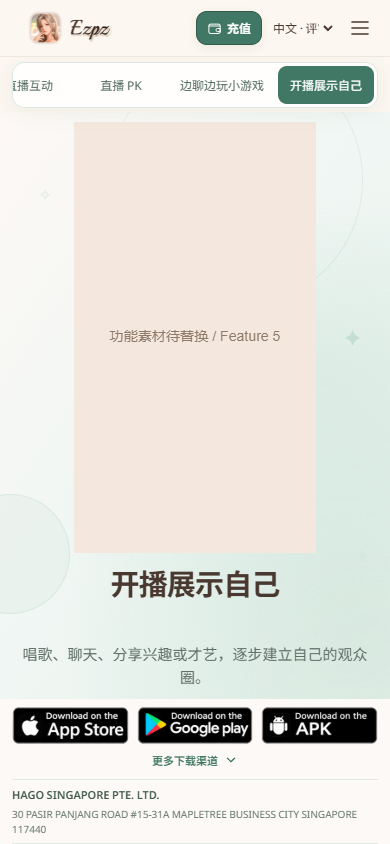 Ezpz
充值
中文 · 评
直播互动
直播 PK
边聊边玩小游戏
开播展示自己
功能素材待替换 / Feature 5
开播展示自己
唱歌、聊天、分享兴趣或才艺，逐步建立自己的观众
圈。
Download on the
App Store
Download on the
Google play
Download on the
APK
更多下载渠道
HAGO SINGAPORE PTE. LTD.
30 PASIR PANJANG ROAD #15-31A MAPLETREE BUSINESS CITY SINGAPORE
117440